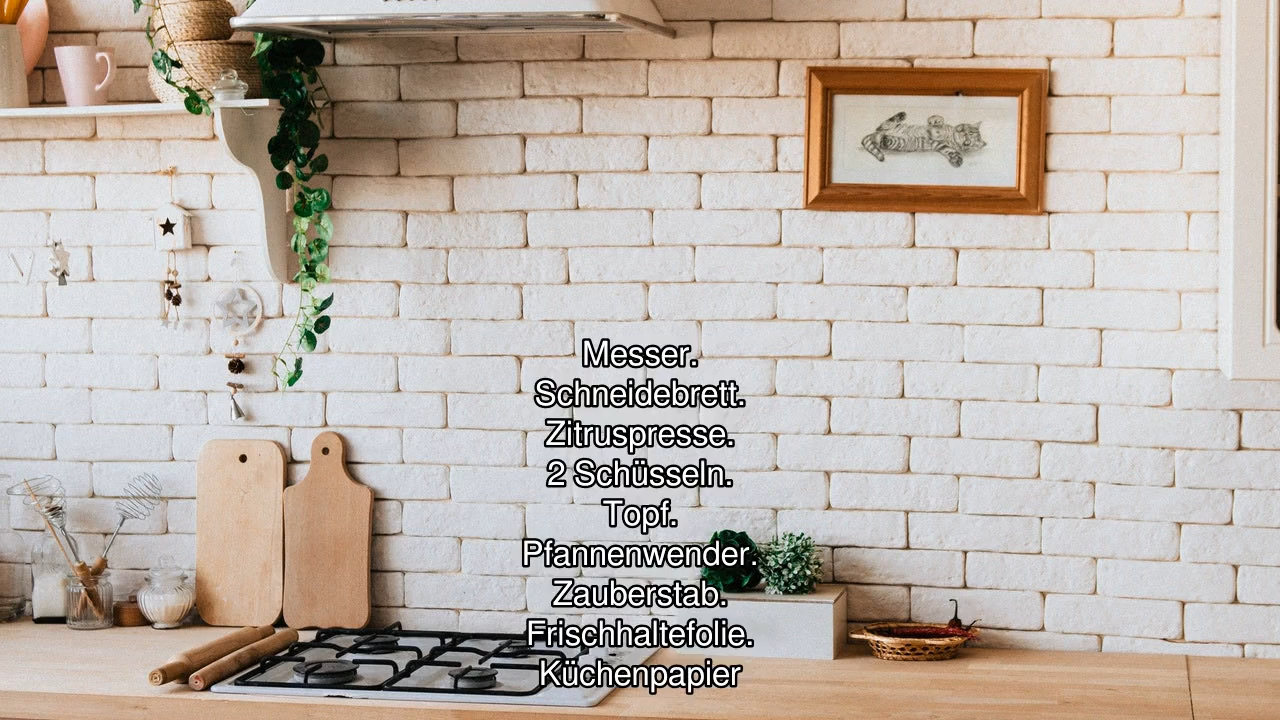 Messer.
Schneidebrett.
Zitruspresse.
2 Schüsseln.
Topf.
Pfannenwender.
Zauberstab.
Frischhaltefolie.
Küchenpapier